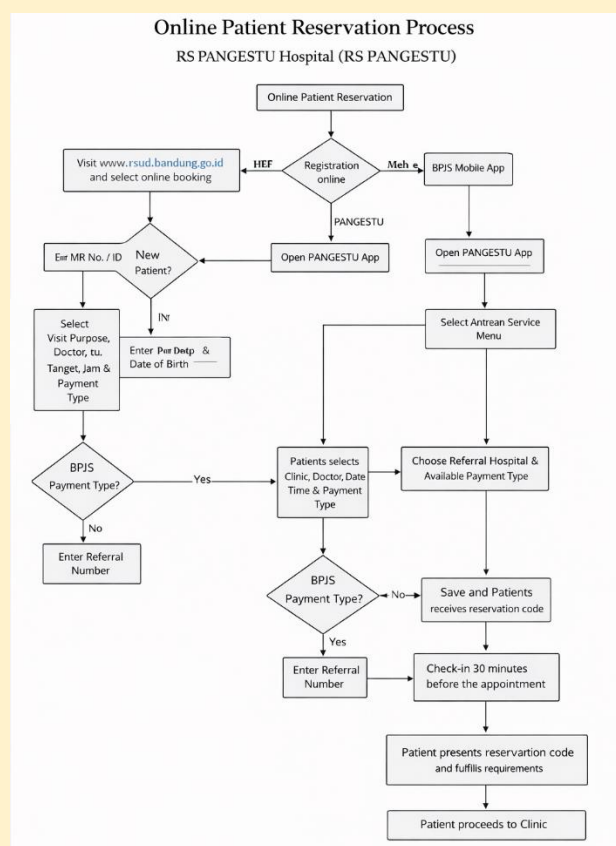 Online Patient Reservation Process
RS PANGESTU Hospital (RS PANGESTU)
Online Patient Reservation
Visit www.rsud.bandung.go.id
and select online booking
HEF
Registration
online
BPJS Mobile App
PANGESTU
MR No. / ID
New
Patient?
Open PANGESTU App
Open PANGESTU App
Select
Visit Purpose,
Doctor, tu.
Tanget, Jam &
Payment
Type
Enter &
Date of Birth
Select Antrean Service
Menu
BPJS
Payment Type?
Yes
Patients selects
Clinic, Doctor, Date
Time & Payment
Type
Choose Referral Hospital &
Available Payment Type
No
Enter Referral
Number
BPJS
Payment Type?
No
Save and Patients
receives reservation code
Yes
Enter Referral
Number
Check-in 30 minutes
before the appointment
Patient presents reservartion code
and fulfilis requirements
Patient proceeds to Clinic